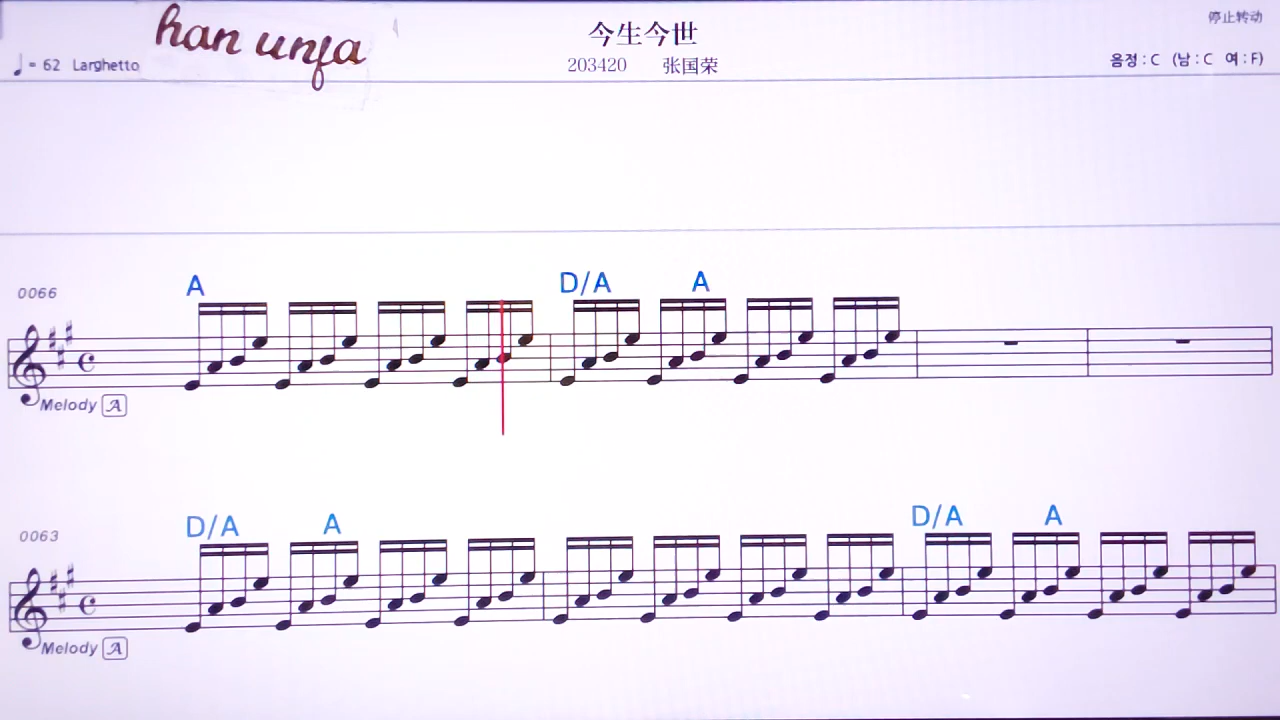 han unfa
今生今世
停止转动
♩= 62 Larghetto
203420 张国荣
음정 : C (남 : C 여 : F)
A D/A A
0066
Melody A
D/A A D/A A
0063
Melody A